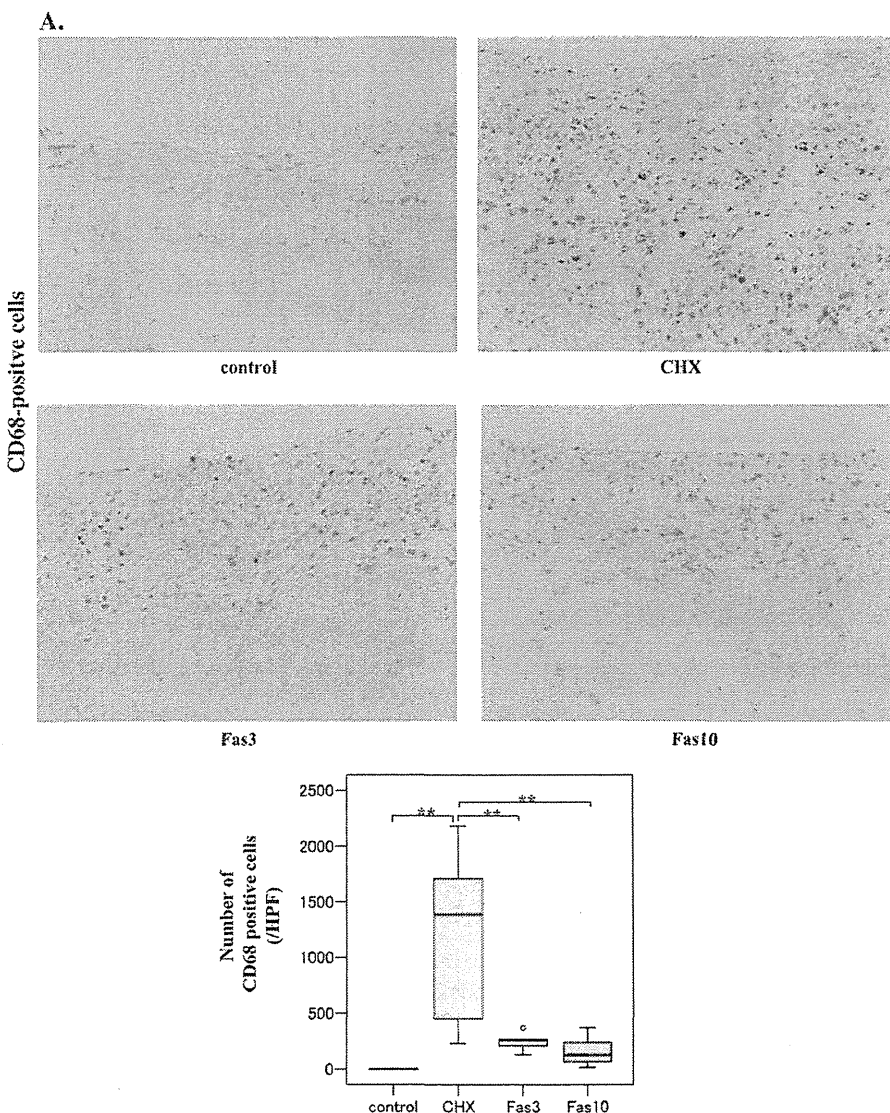 A.
CD68-positve cells
control
CHX
Fas3
Fas10
Number of
CD68 positive cells
(/HPF)
2500
2000
1500
1000
500
0
**
**
**
control CHX Fas3 Fas10